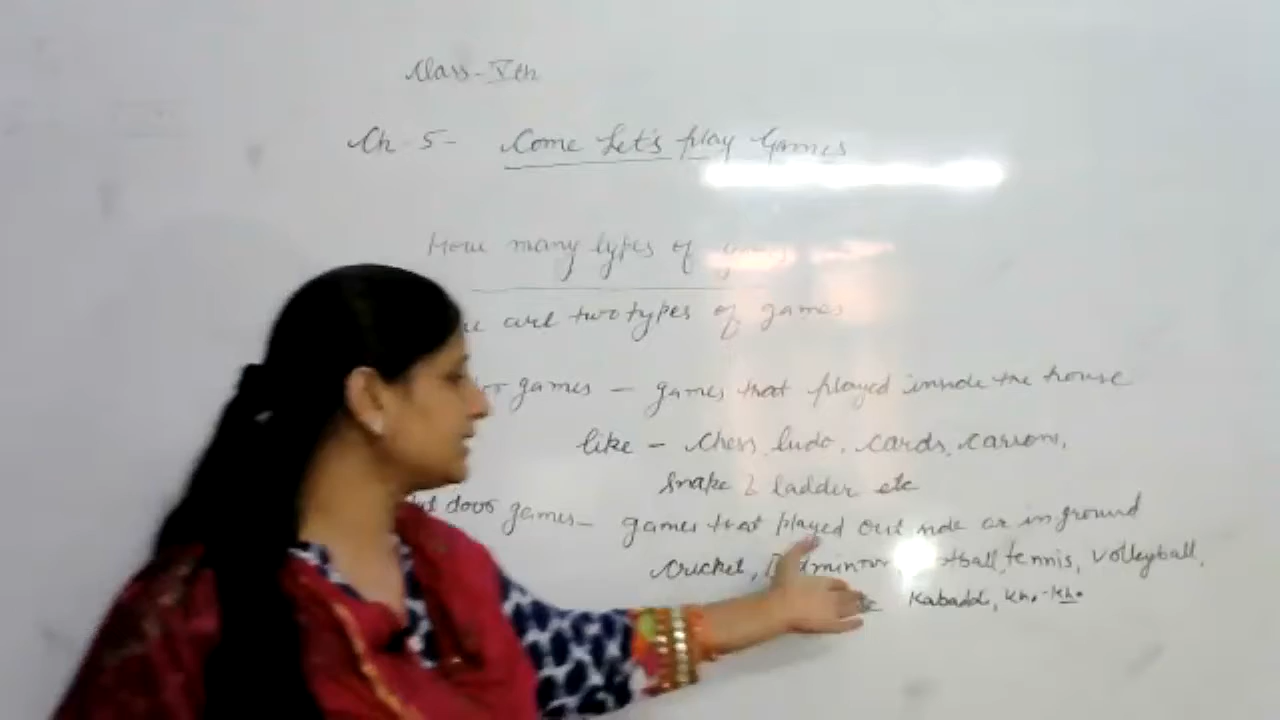 Class-Vth
Ch-5- Come Let's Play Games
How many types of
are two types of games
games - games that played inside the house
like - Chess, ludo, cards, carrom,
Snake & ladder etc
door games- games that played out side or in ground
Cricket, tennis, volleyball,
Kabaddi, Kho-Kho